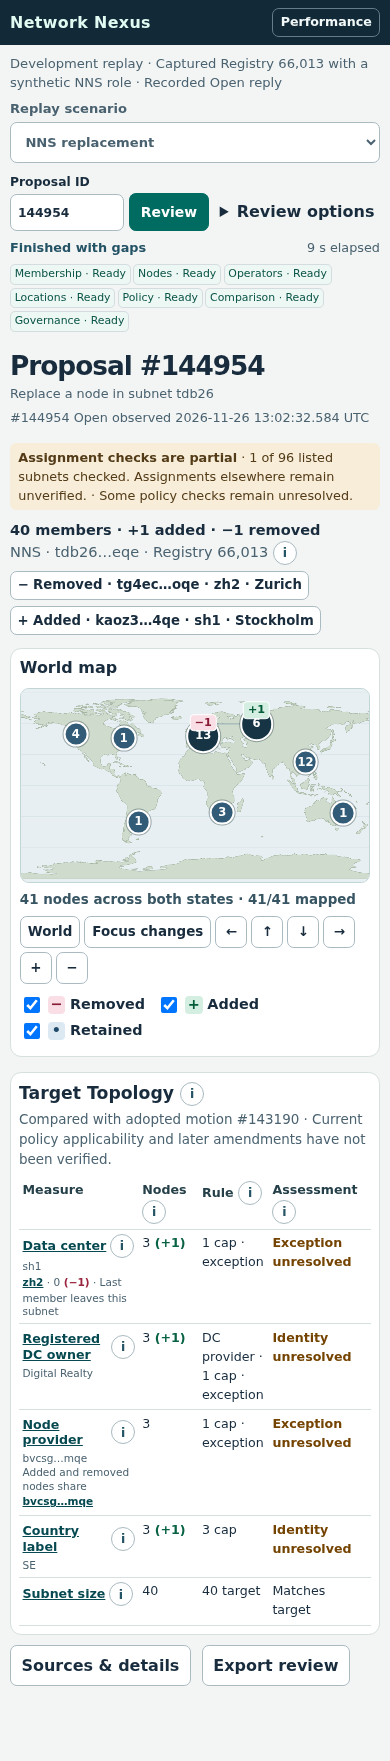 Network Nexus
Performance
Development replay · Captured Registry 66,013 with a
synthetic NNS role · Recorded Open reply
Replay scenario
NNS replacement
Proposal ID
144954
Review
▶ Review options
Finished with gaps
9 s elapsed
Membership · Ready
Nodes · Ready
Operators · Ready
Locations · Ready
Policy · Ready
Comparison · Ready
Governance · Ready
Proposal #144954
Replace a node in subnet tdb26
#144954 Open observed 2026-11-26 13:02:32.584 UTC
Assignment checks are partial · 1 of 96 listed
subnets checked. Assignments elsewhere remain
unverified. · Some policy checks remain unresolved.
40 members · +1 added · −1 removed
NNS · tdb26…eqe · Registry 66,013 i
− Removed · tg4ec…oqe · zh2 · Zurich
+ Added · kaoz3…4qe · sh1 · Stockholm
World map
+1
−1
4
1
13
6
12
1
3
1
41 nodes across both states · 41/41 mapped
World
Focus changes
←
↑
↓
→
+
−
− Removed
+ Added
• Retained
Target Topology i
Compared with adopted motion #143190 · Current
policy applicability and later amendments have not
been verified.
Measure
Nodes i
Rule i
Assessment i
Data center i
sh1
zh2 · 0 (−1) · Last
member leaves this
subnet
3 (+1)
1 cap ·
exception
Exception
unresolved
Registered
DC owner i
Digital Realty
3 (+1)
DC
provider ·
1 cap ·
exception
Identity
unresolved
Node
provider i
bvcsg…mqe
Added and removed
nodes share
bvcsg…mqe
3
1 cap ·
exception
Exception
unresolved
Country
label i
SE
3 (+1)
3 cap
Identity
unresolved
Subnet size i
40
40 target
Matches
target
Sources & details
Export review